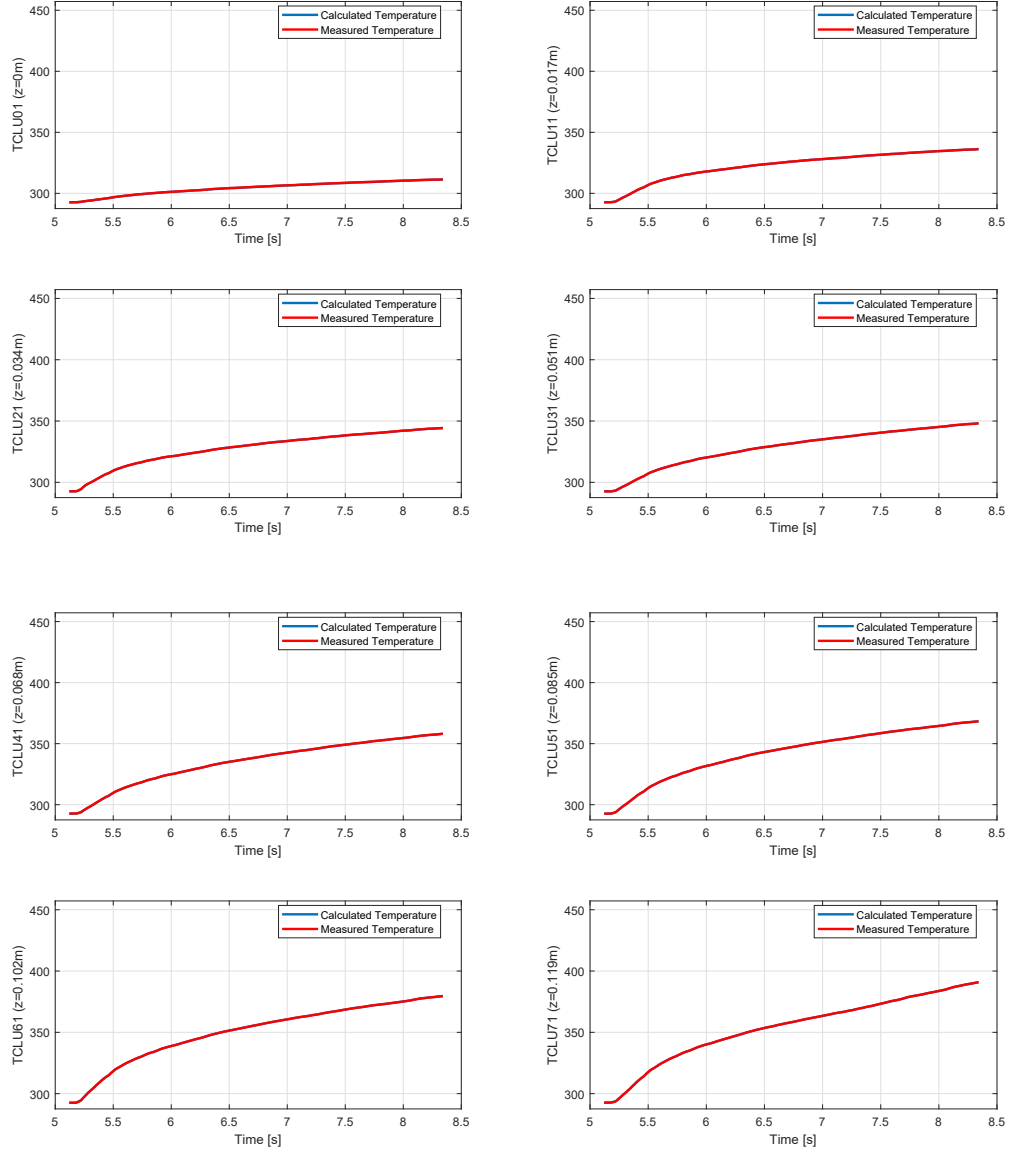 TCLU01 (z=0m)
450
400
350
300
Calculated Temperature
Measured Temperature
5 5.5 6 6.5 7 7.5 8 8.5
Time [s]
TCLU11 (z=0.017m)
450
400
350
300
Calculated Temperature
Measured Temperature
5 5.5 6 6.5 7 7.5 8 8.5
Time [s]
TCLU21 (z=0.034m)
450
400
350
300
Calculated Temperature
Measured Temperature
5 5.5 6 6.5 7 7.5 8 8.5
Time [s]
TCLU31 (z=0.051m)
450
400
350
300
Calculated Temperature
Measured Temperature
5 5.5 6 6.5 7 7.5 8 8.5
Time [s]
TCLU41 (z=0.068m)
450
400
350
300
Calculated Temperature
Measured Temperature
5 5.5 6 6.5 7 7.5 8 8.5
Time [s]
TCLU51 (z=0.085m)
450
400
350
300
Calculated Temperature
Measured Temperature
5 5.5 6 6.5 7 7.5 8 8.5
Time [s]
TCLU61 (z=0.102m)
450
400
350
300
Calculated Temperature
Measured Temperature
5 5.5 6 6.5 7 7.5 8 8.5
Time [s]
TCLU71 (z=0.119m)
450
400
350
300
Calculated Temperature
Measured Temperature
5 5.5 6 6.5 7 7.5 8 8.5
Time [s]